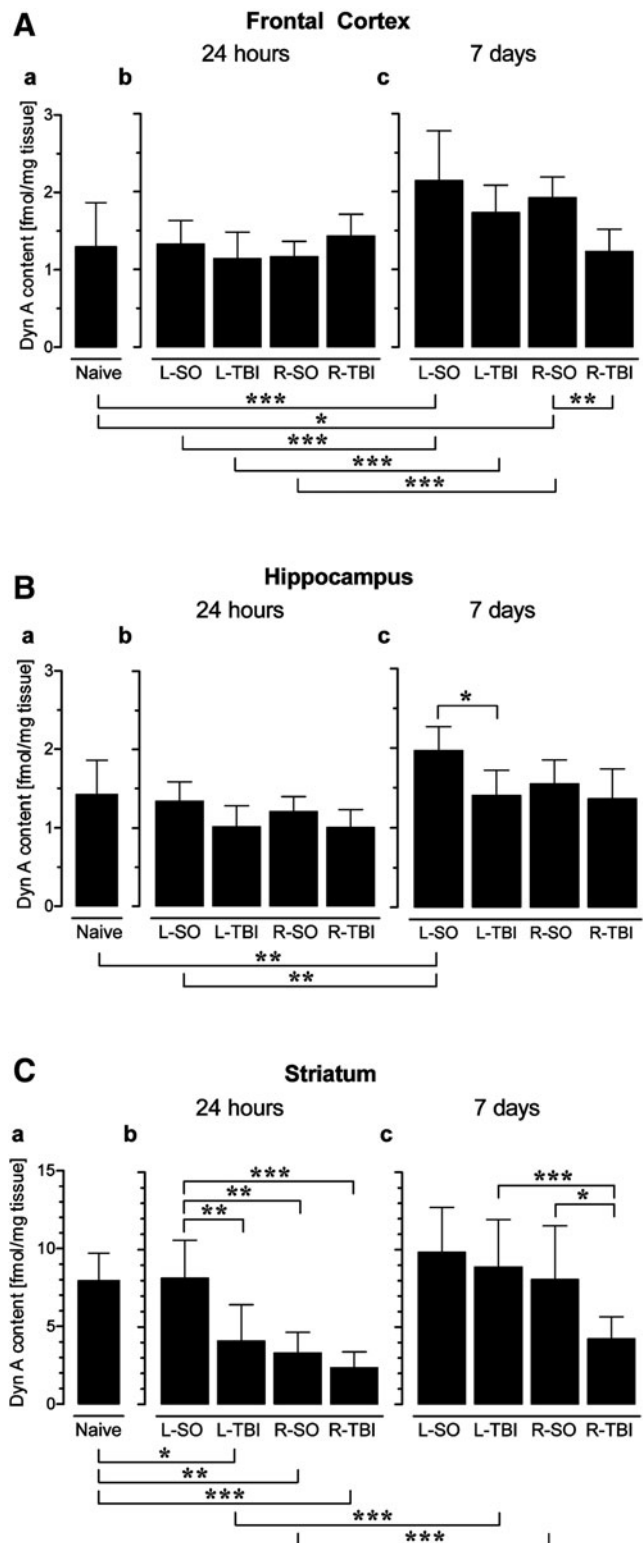 A
Frontal Cortex
24 hours
7 days
a
b
c
Dyn A content [fmol/mg tissue]
3
2
1
0
Naive
L-SO L-TBI R-SO R-TBI
L-SO L-TBI R-SO R-TBI
**
***
*
***
***
***
B
Hippocampus
24 hours
7 days
a
b
c
Dyn A content [fmol/mg tissue]
3
2
1
0
*
Naive
L-SO L-TBI R-SO R-TBI
L-SO L-TBI R-SO R-TBI
**
**
C
Striatum
24 hours
7 days
a
b
c
Dyn A content [fmol/mg tissue]
15
10
5
0
***
**
**
***
*
Naive
L-SO L-TBI R-SO R-TBI
L-SO L-TBI R-SO R-TBI
*
**
***
***
***